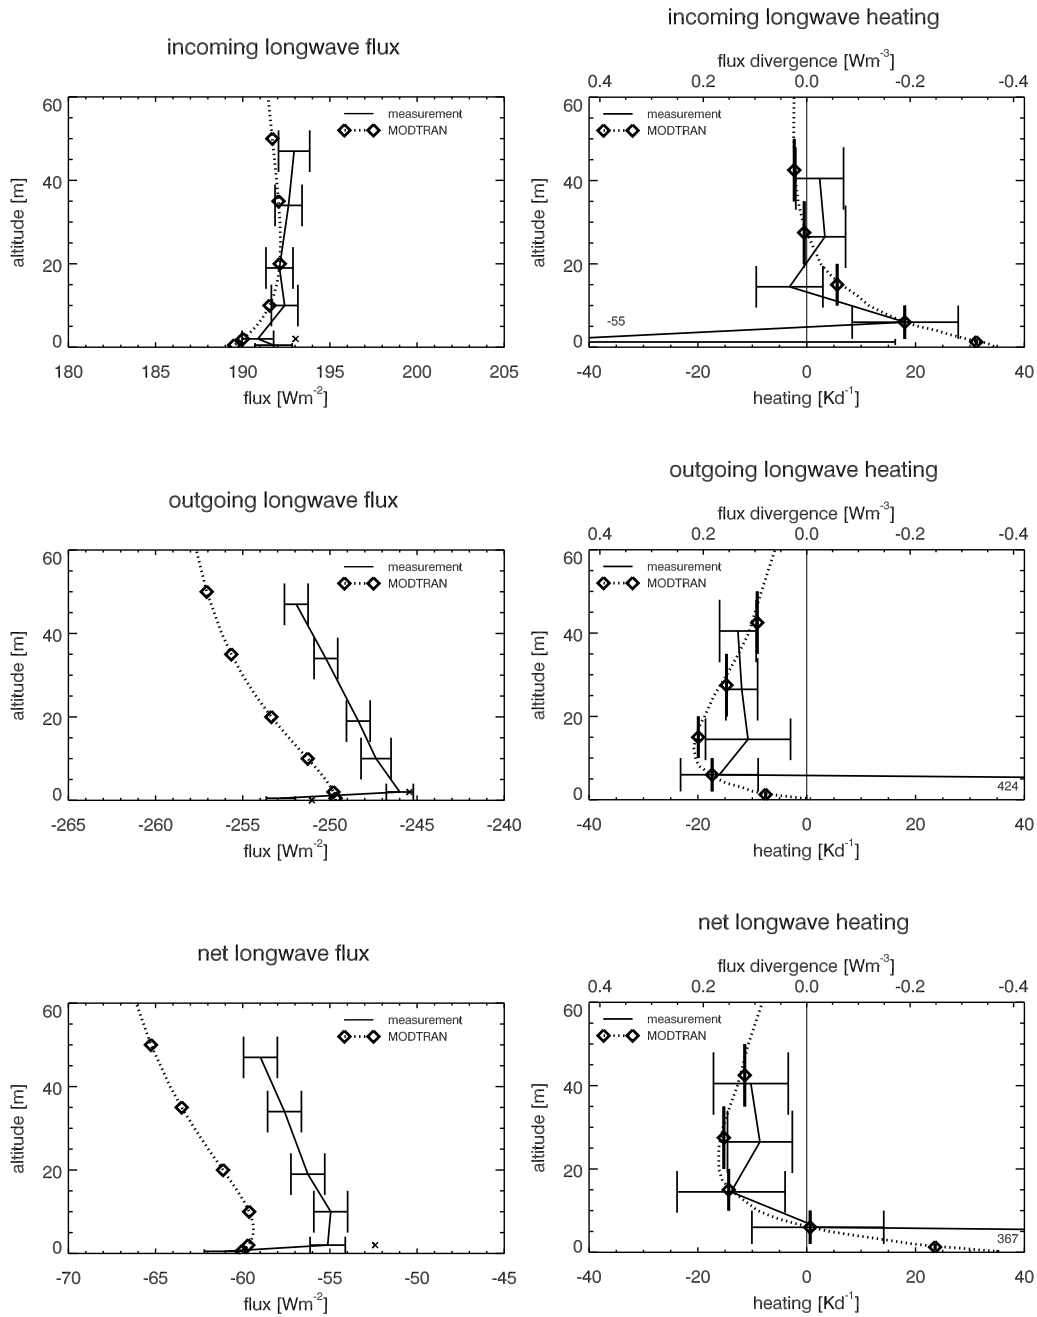 incoming longwave flux
incoming longwave heating
flux divergence [Wm-3]
0.4 0.2 0.0 -0.2 -0.4
measurement
MODTRAN
measurement
MODTRAN
60
40
20
0
altitude [m]
180 185 190 195 200 205
flux [Wm-2]
60
40
20
0
altitude [m]
-55
-40 -20 0 20 40
heating [Kd-1]
outgoing longwave flux
outgoing longwave heating
flux divergence [Wm-3]
0.4 0.2 0.0 -0.2 -0.4
measurement
MODTRAN
measurement
MODTRAN
60
40
20
0
altitude [m]
-265 -260 -255 -250 -245 -240
flux [Wm-2]
60
40
20
0
altitude [m]
424
-40 -20 0 20 40
heating [Kd-1]
net longwave flux
net longwave heating
flux divergence [Wm-3]
0.4 0.2 0.0 -0.2 -0.4
measurement
MODTRAN
measurement
MODTRAN
60
40
20
0
altitude [m]
-70 -65 -60 -55 -50 -45
flux [Wm-2]
60
40
20
0
altitude [m]
367
-40 -20 0 20 40
heating [Kd-1]